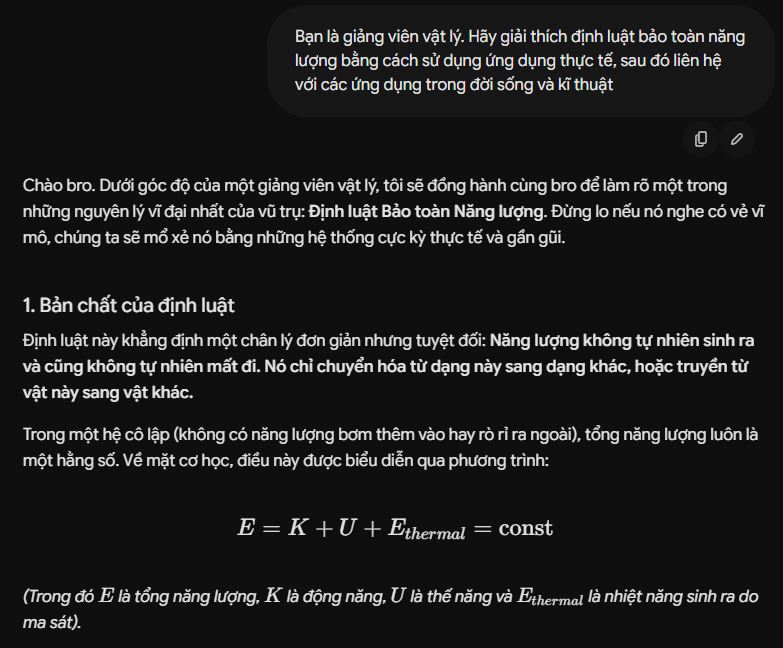 Bạn là giảng viên vật lý. Hãy giải thích định luật bảo toàn năng
lượng bằng cách sử dụng ứng dụng thực tế, sau đó liên hệ
với các ứng dụng trong đời sống và kĩ thuật
Chào bro. Dưới góc độ của một giảng viên vật lý, tôi sẽ đồng hành cùng bro để làm rõ một trong
những nguyên lý vĩ đại nhất của vũ trụ: Định luật Bảo toàn Năng lượng. Đừng lo nếu nó nghe có vẻ vĩ
mô, chúng ta sẽ mổ xẻ nó bằng những hệ thống cực kỳ thực tế và gần gũi.
1. Bản chất của định luật
Định luật này khẳng định một chân lý đơn giản nhưng tuyệt đối: Năng lượng không tự nhiên sinh ra
và cũng không tự nhiên mất đi. Nó chỉ chuyển hóa từ dạng này sang dạng khác, hoặc truyền từ
vật này sang vật khác.
Trong một hệ cô lập (không có năng lượng bơm thêm vào hay rò rỉ ra ngoài), tổng năng lượng luôn là
một hằng số. Về mặt cơ học, điều này được biểu diễn qua phương trình:
E = K + U + E_{thermal} = const
(Trong đó E là tổng năng lượng, K là động năng, U là thế năng và E_{thermal} là nhiệt năng sinh ra do
ma sát).